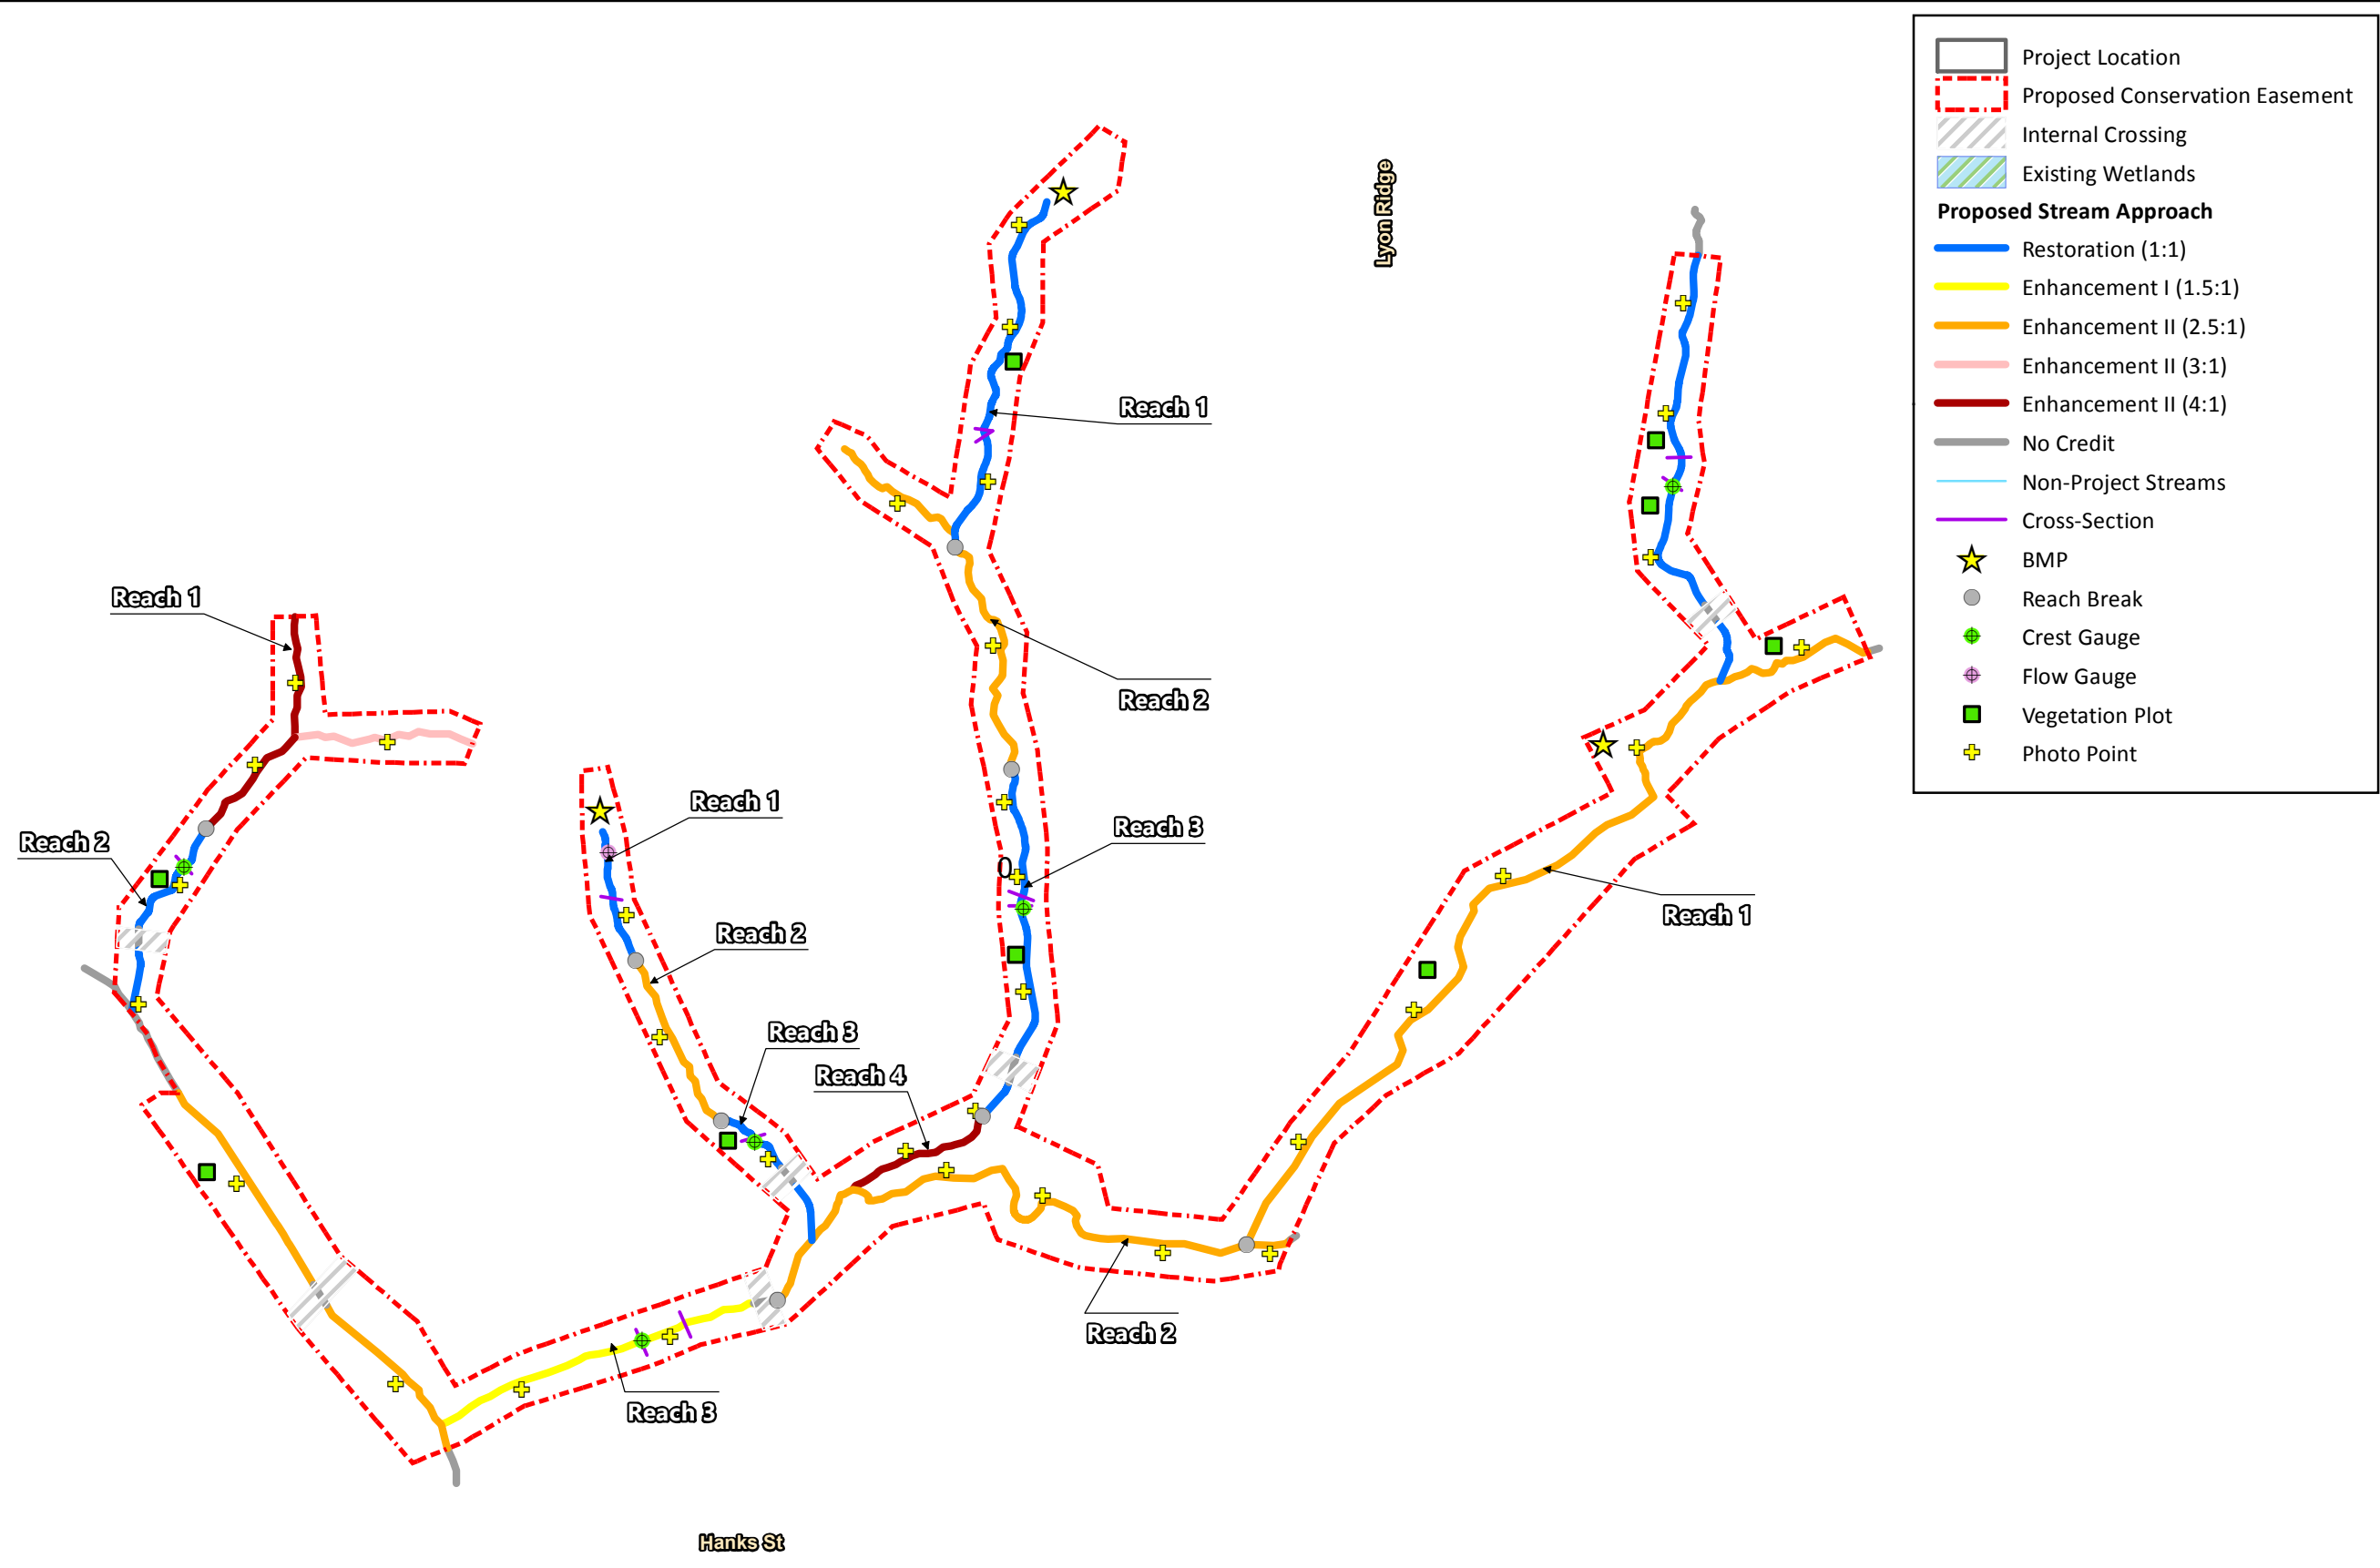 Project Location
Proposed Conservation Easement
Internal Crossing
Existing Wetlands
Proposed Stream Approach
Restoration (1:1)
Enhancement I (1.5:1)
Enhancement II (2.5:1)
Enhancement II (3:1)
Enhancement II (4:1)
No Credit
Non-Project Streams
Cross-Section
BMP
Reach Break
Crest Gauge
Flow Gauge
Vegetation Plot
Photo Point
Lyon Ridge
Reach 1
Reach 1
Reach 2
Reach 1
Reach 2
Reach 3
Reach 2
0
Reach 1
Reach 2
Reach 3
Reach 4
Reach 2
Reach 3
Hanks St